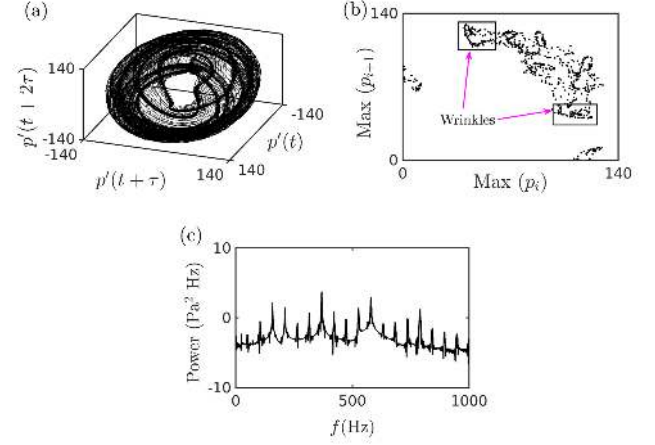 (a)
140
p′(t + 2τ)
-140
-140
p′(t + τ)
140
140
p′(t)
-140
(b)
140
Max (p_{i−1})
Wrinkles
0
0
Max (p_i)
140
(c)
10
Power (Pa² Hz)
0
-10
0
500
1000
f(Hz)